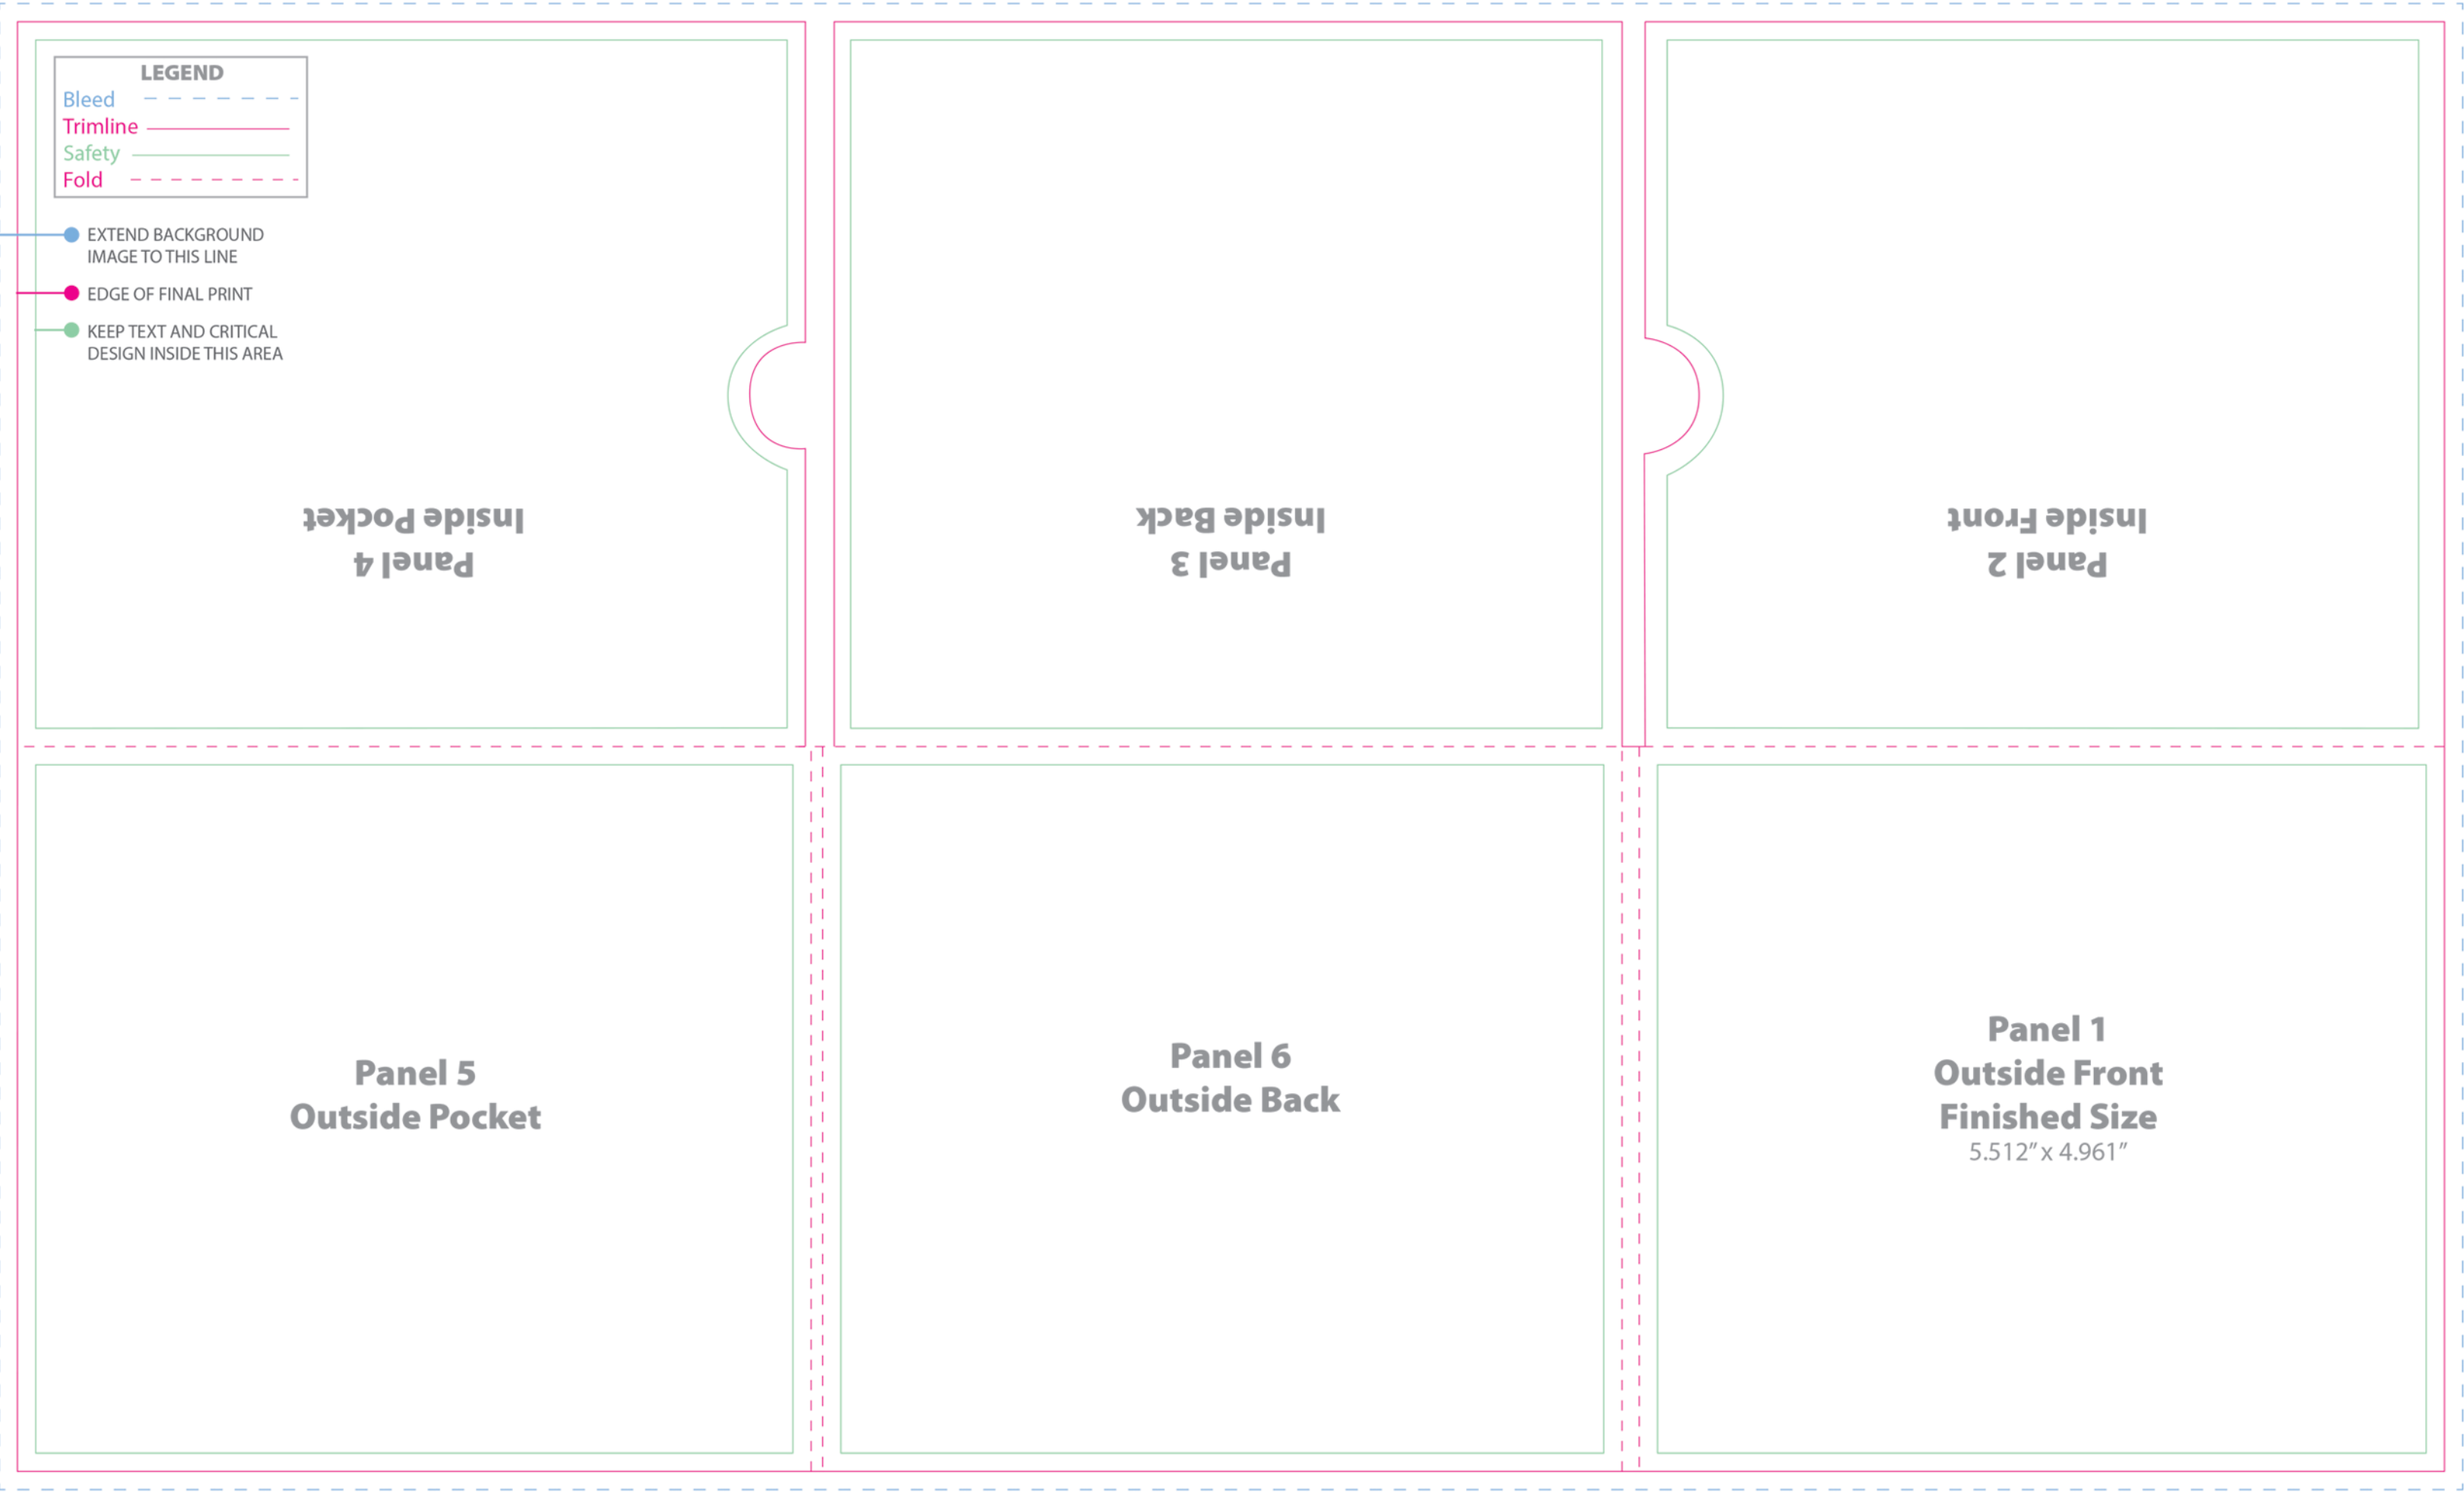 LEGEND
Bleed
Trimline
Safety
Fold
EXTEND BACKGROUND
IMAGE TO THIS LINE
EDGE OF FINAL PRINT
KEEP TEXT AND CRITICAL
DESIGN INSIDE THIS AREA
Panel 4
Inside Pocket
Panel 3
Inside Back
Panel 2
Inside Front
Panel 5
Outside Pocket
Panel 6
Outside Back
Panel 1
Outside Front
Finished Size
5.512” x 4.961”